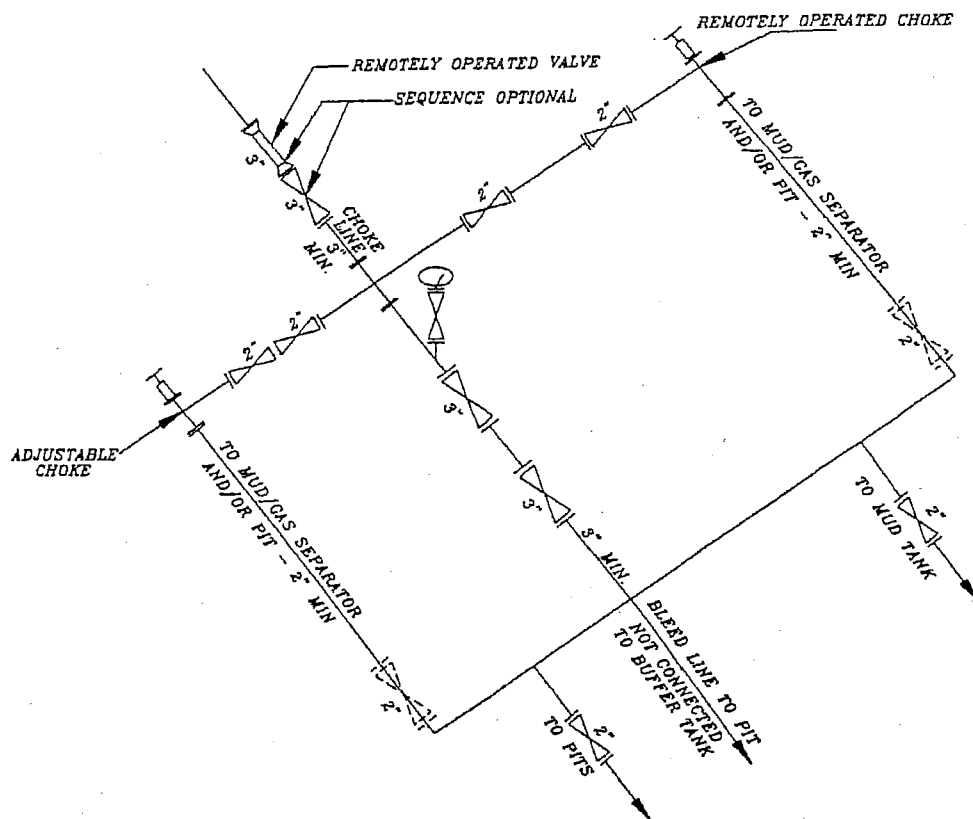 REMOTELY OPERATED CHOKE
REMOTELY OPERATED VALVE
SEQUENCE OPTIONAL
3"
3"
CHOKE
LINE
3"
MIN.
2"
2"
TO MUD/GAS SEPARATOR
AND/OR PIT - 2" MIN
2"
2"
2"
ADJUSTABLE
CHOKE
TO MUD/GAS SEPARATOR
AND/OR PIT - 2" MIN
2"
3"
3"
3" MIN.
BLEED LINE TO PIT
NOT CONNECTED
TO BUFFER TANK
2"
TO MUD TANK
2"
TO PITS